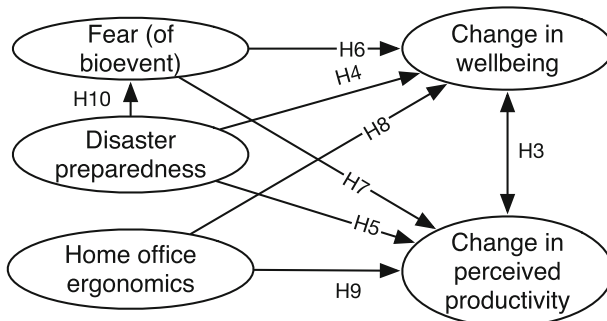 Fear (of
bioevent)
H6
Change in
wellbeing
H4
H10
H8
Disaster
preparedness
H3
H7
H5
Home office
ergonomics
H9
Change in
perceived
productivity